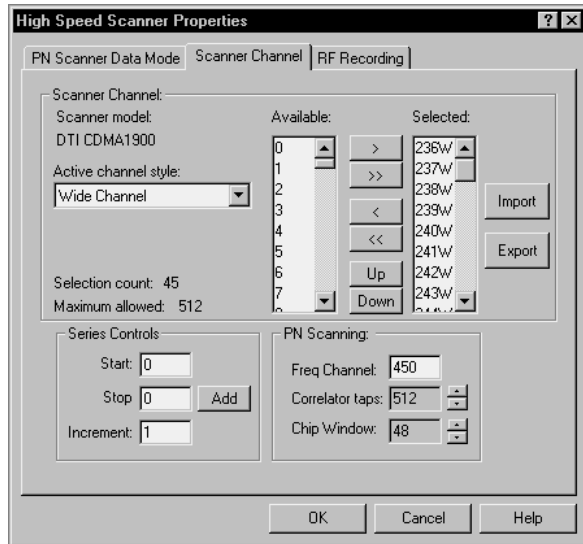 High Speed Scanner Properties
? X
PN Scanner Data Mode
Scanner Channel
RF Recording
Scanner Channel:
Scanner model:
DTI CDMA1900
Active channel style:
Wide Channel
Selection count: 45
Maximum allowed: 512
Available:
0
1
2
3
4
5
6
7
>
>>
<
<<
Up
Down
Selected:
236W
237W
238W
239W
240W
241W
242W
243W
Import
Export
Series Controls
Start: 0
Stop 0
Add
Increment: 1
PN Scanning:
Freq Channel: 450
Correlator taps: 512
Chip Window: 48
OK
Cancel
Help